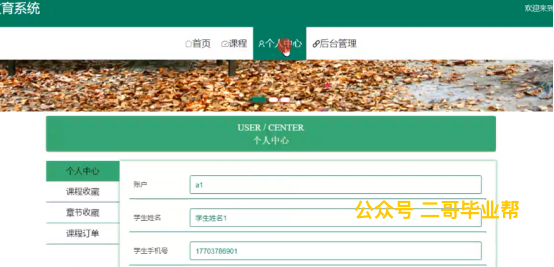 育系统
欢迎来到
首页 课程 个人中心 后台管理
USER / CENTER
个人中心
个人中心
课程收藏
章节收藏
课程订单
账户 a1
学生姓名 学生姓名1
公众号 二哥毕业帮
学生手机号 17703786901